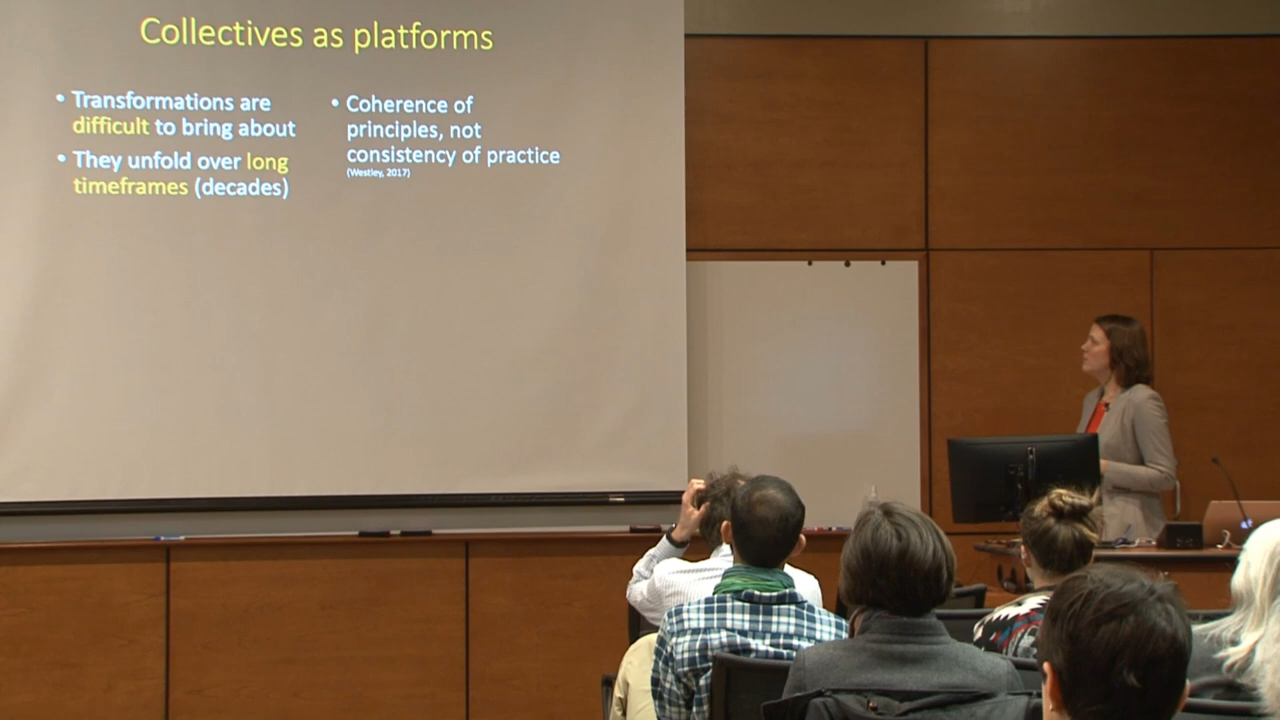 Collectives as platforms
• Transformations are
difficult to bring about
• They unfold over long
timeframes (decades)
• Coherence of
principles, not
consistency of practice
(Westley, 2017)